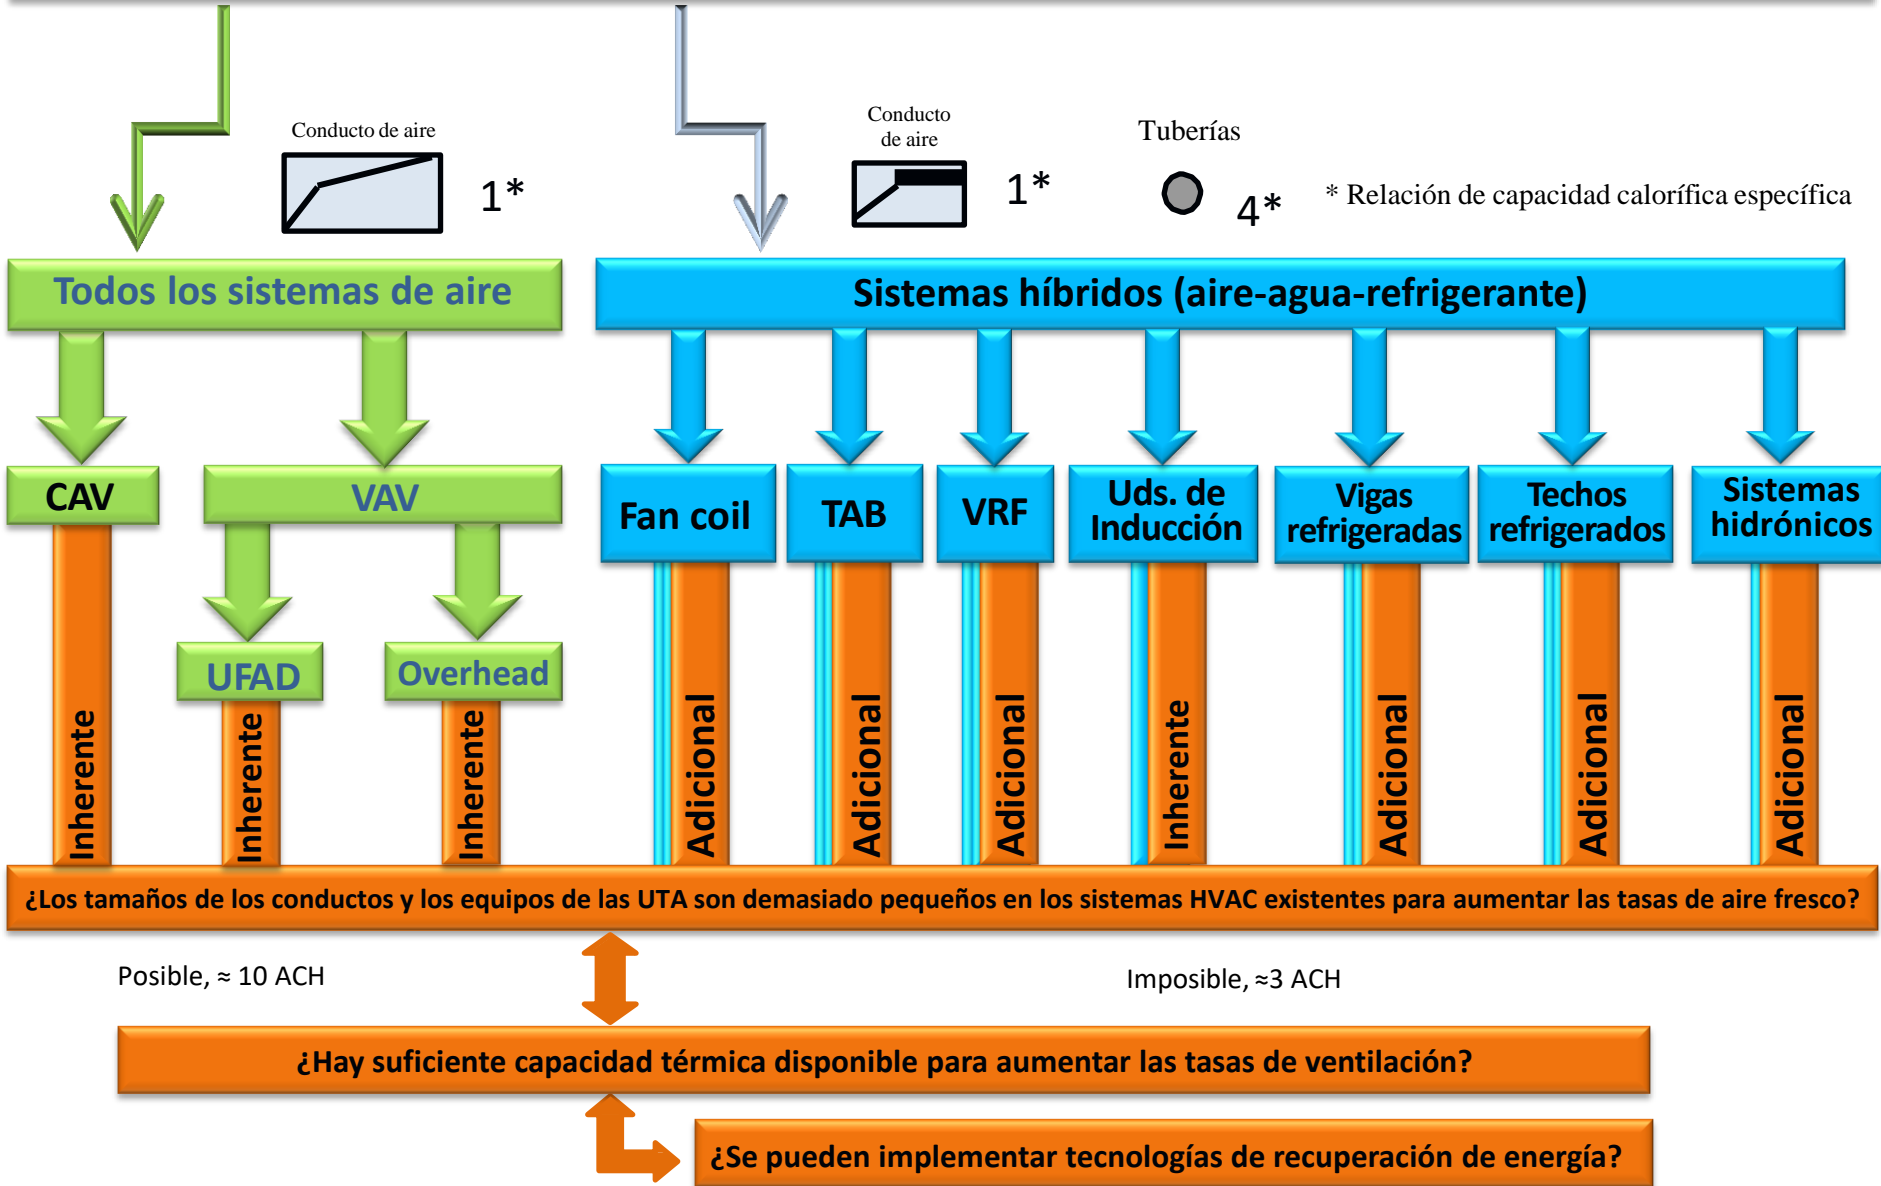 Conducto de aire
1*
Conducto
de aire
1*
Tuberías
4*
* Relación de capacidad calorífica específica
Todos los sistemas de aire
Sistemas híbridos (aire-agua-refrigerante)
CAV
VAV
Fan coil
TAB
VRF
Uds. de
Inducción
Vigas
refrigeradas
Techos
refrigerados
Sistemas
hidrónicos
UFAD
Overhead
Inherente
Inherente
Inherente
Adicional
Adicional
Adicional
Inherente
Adicional
Adicional
Adicional
¿Los tamaños de los conductos y los equipos de las UTA son demasiado pequeños en los sistemas HVAC existentes para aumentar las tasas de aire fresco?
Posible, ≈ 10 ACH
Imposible, ≈3 ACH
¿Hay suficiente capacidad térmica disponible para aumentar las tasas de ventilación?
¿Se pueden implementar tecnologías de recuperación de energía?